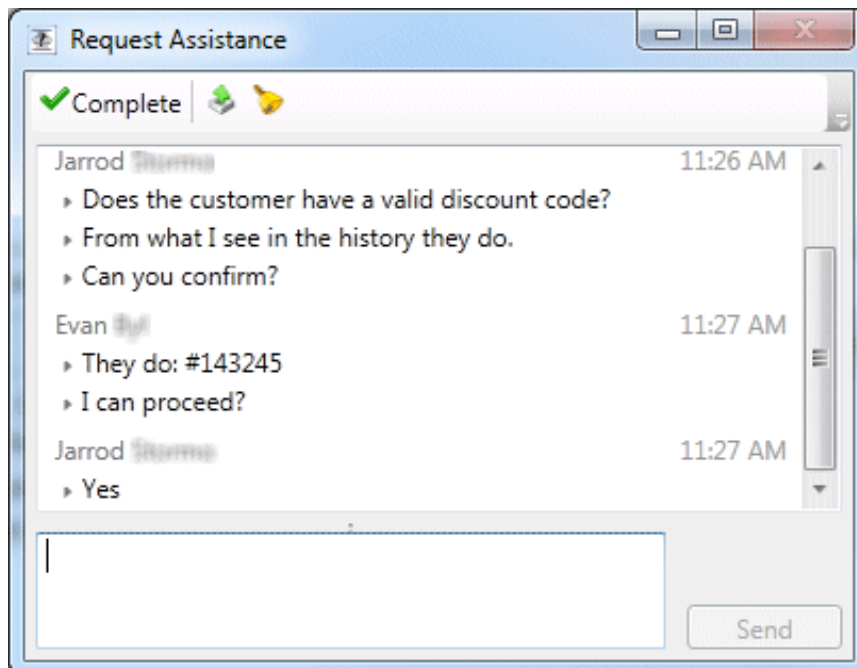 Request Assistance
Complete
Jarrod 11:26 AM
Does the customer have a valid discount code?
From what I see in the history they do.
Can you confirm?
Evan 11:27 AM
They do: #143245
I can proceed?
Jarrod 11:27 AM
Yes
Send